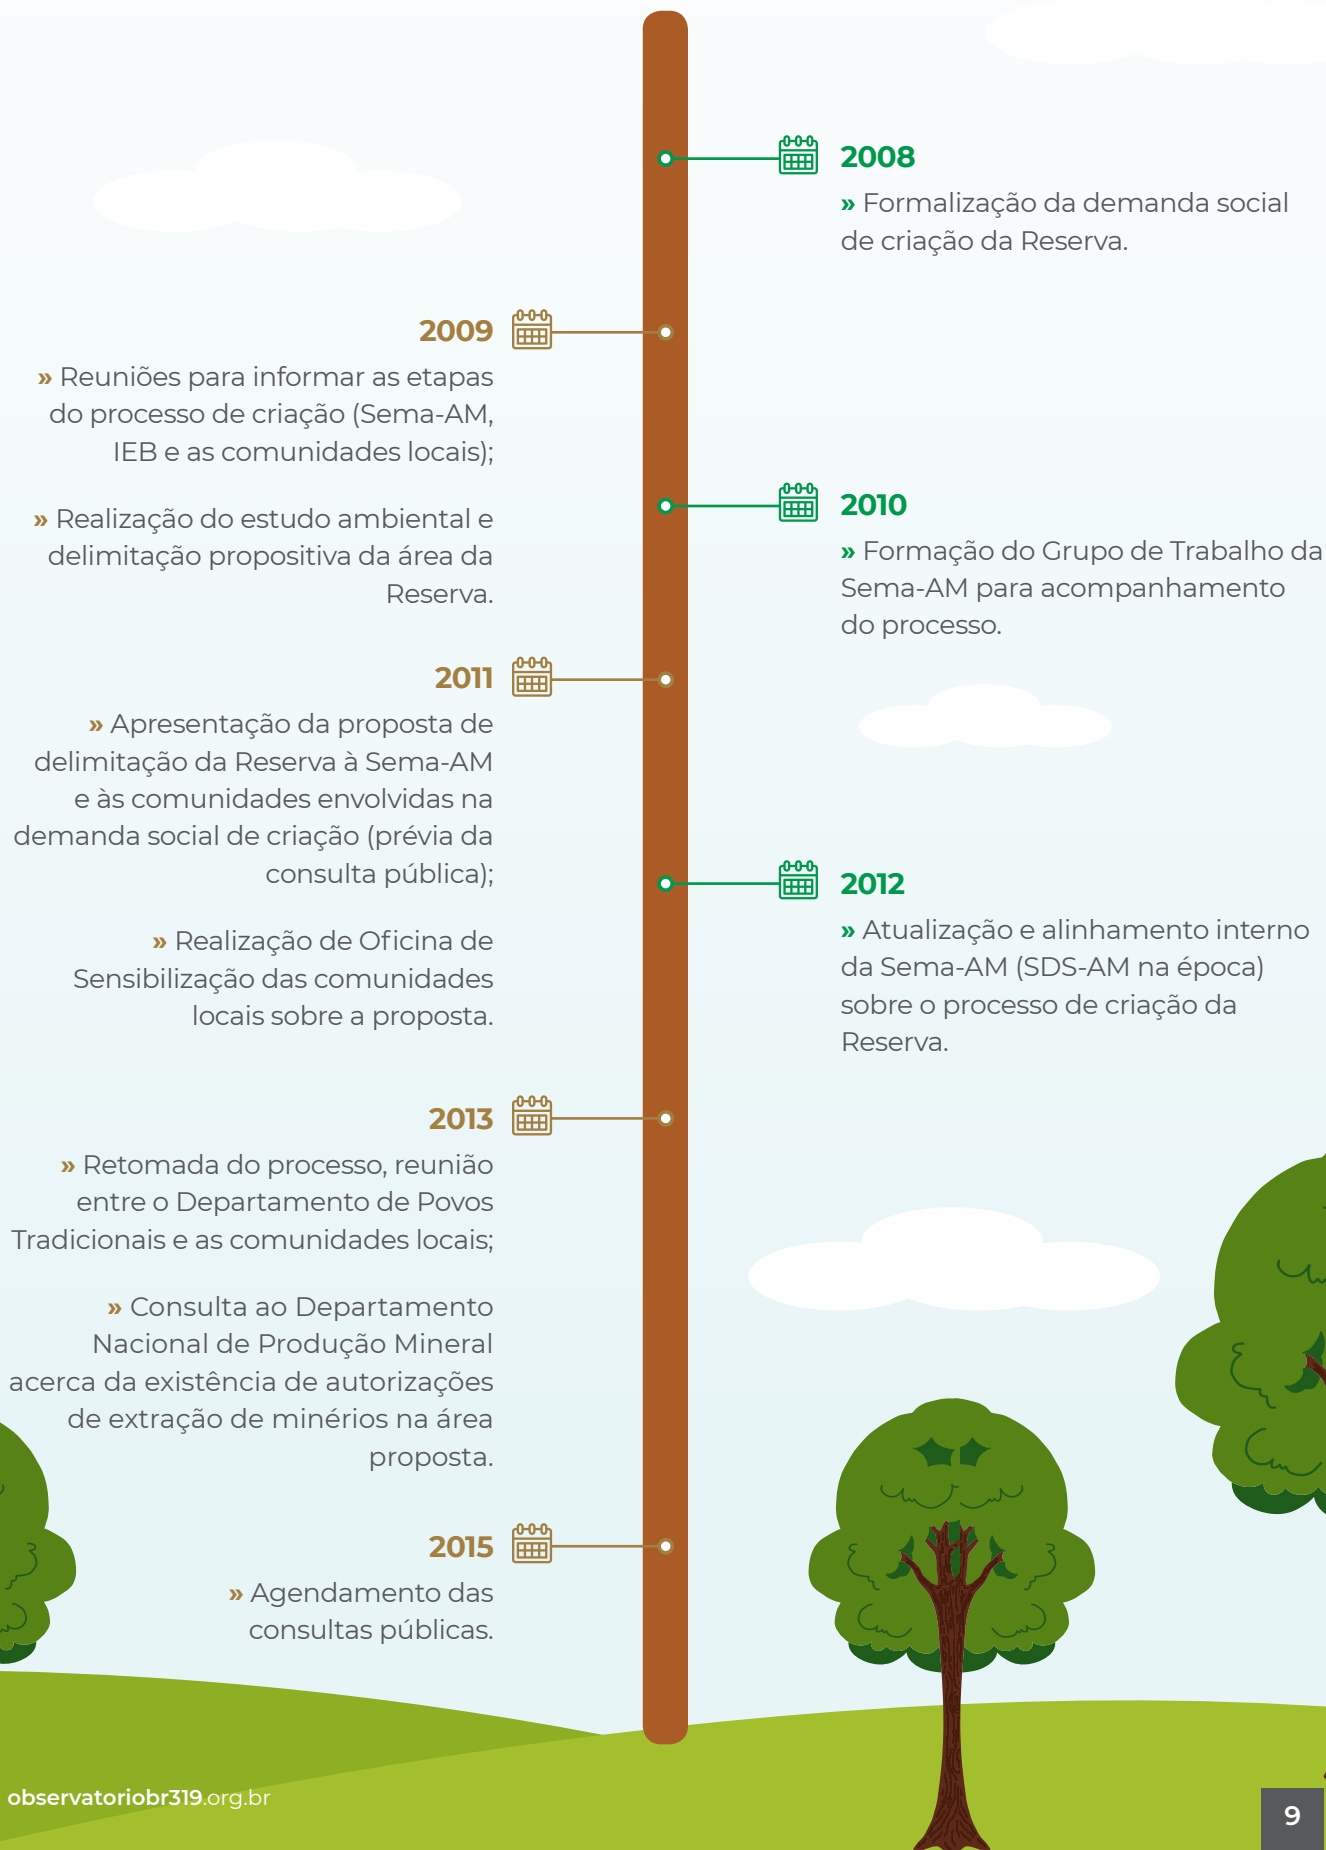 2008
» Formalização da demanda social
de criação da Reserva.
2009
» Reuniões para informar as etapas
do processo de criação (Sema-AM,
IEB e as comunidades locais);
» Realização do estudo ambiental e
delimitação propositiva da área da
Reserva.
2010
» Formação do Grupo de Trabalho da
Sema-AM para acompanhamento
do processo.
2011
» Apresentação da proposta de
delimitação da Reserva à Sema-AM
e às comunidades envolvidas na
demanda social de criação (prévia da
consulta pública);
» Realização de Oficina de
Sensibilização das comunidades
locais sobre a proposta.
2012
» Atualização e alinhamento interno
da Sema-AM (SDS-AM na época)
sobre o processo de criação da
Reserva.
2013
» Retomada do processo, reunião
entre o Departamento de Povos
Tradicionais e as comunidades locais;
» Consulta ao Departamento
Nacional de Produção Mineral
acerca da existência de autorizações
de extração de minérios na área
proposta.
2015
» Agendamento das
consultas públicas.
observatoriobr319.org.br
9